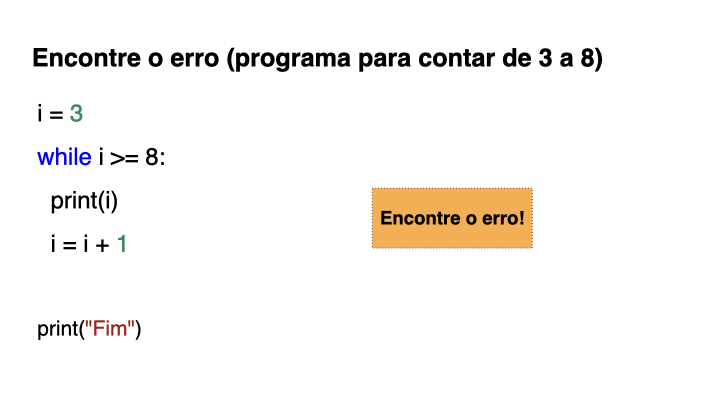 Encontre o erro (programa para contar de 3 a 8)
i = 3
while i >= 8:
print(i)
i = i + 1
Encontre o erro!
print("Fim")